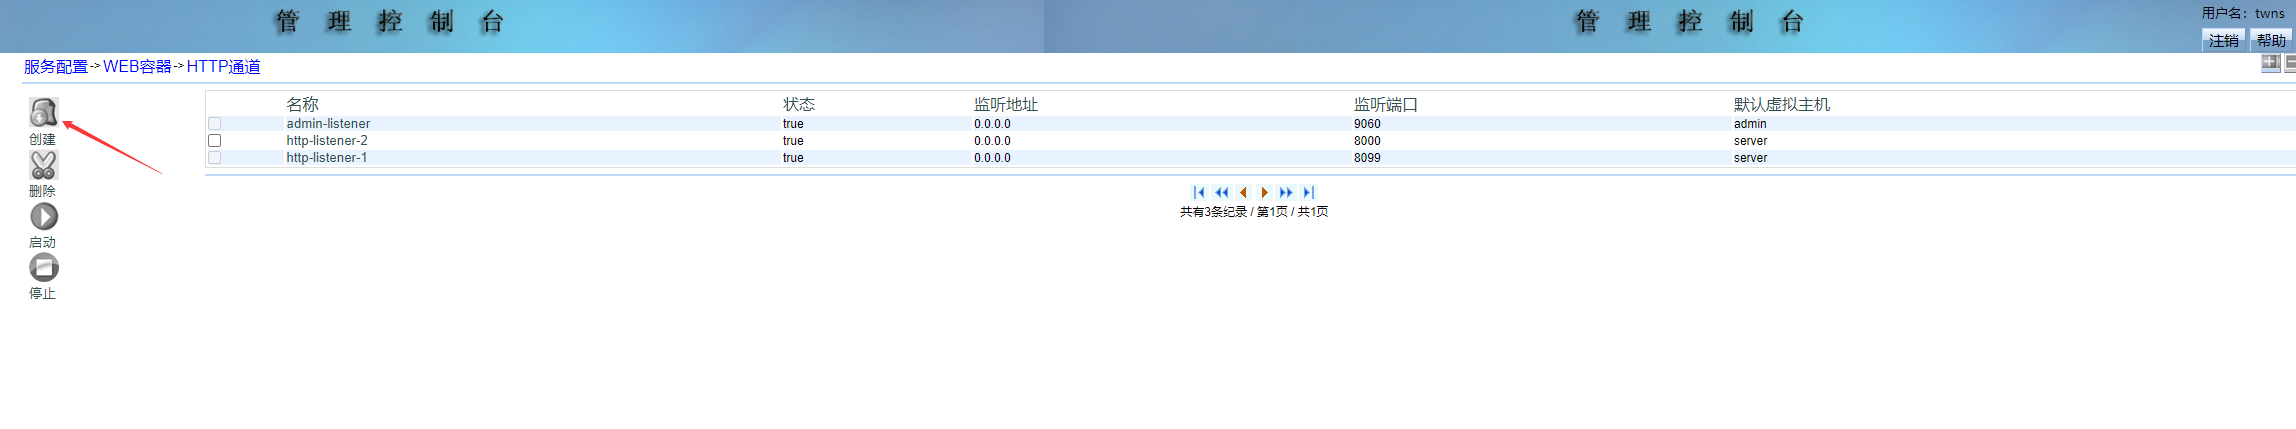 管 理 控 制 台 管 理 控 制 台
用户名：twns
注销 帮助
服务配置->WEB容器->HTTP通道
创建
删除
启动
停止
名称 状态 监听地址 监听端口 默认虚拟主机
admin-listener true 0.0.0.0 9060 admin
http-listener-2 true 0.0.0.0 8000 server
http-listener-1 true 0.0.0.0 8099 server
共有3条纪录 / 第1页 / 共1页